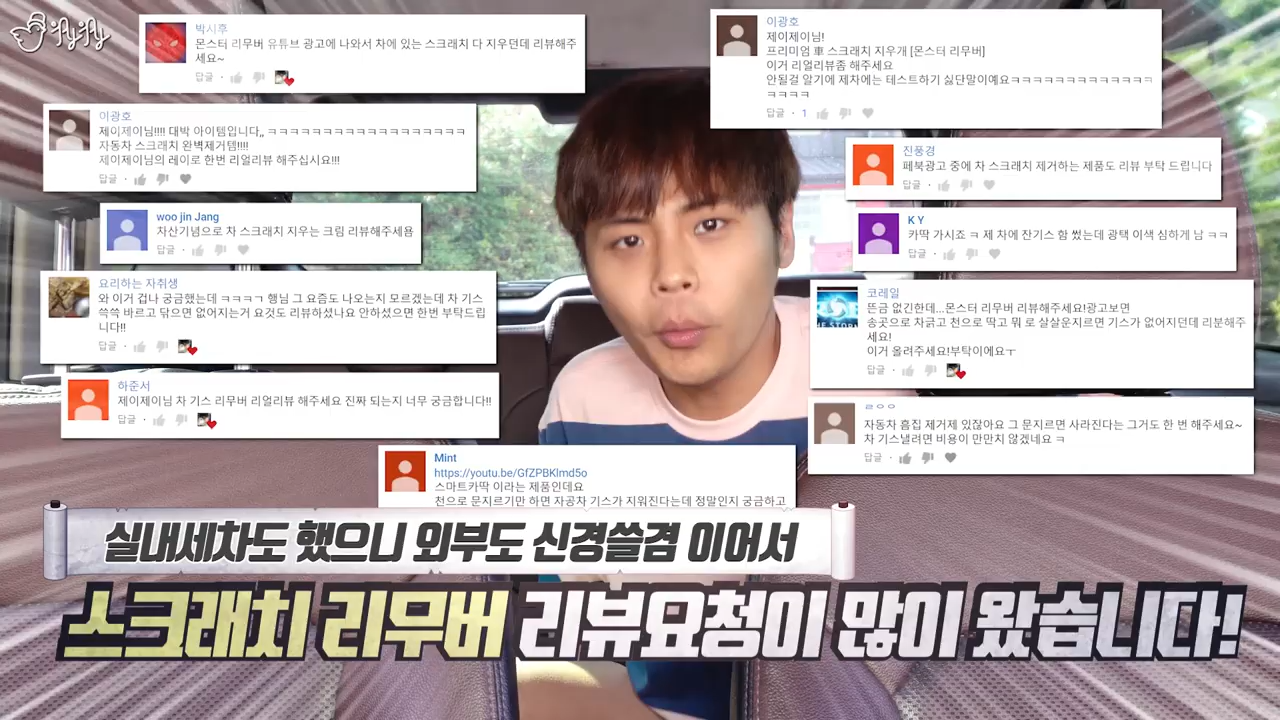 박시후
몬스터 리무버 유튜브 광고에 나와서 차에 있는 스크래치 다 지우던데 리뷰해주
세요~
답글
이광호
제이제이님!
프리미엄 車 스크래치 지우개 [몬스터 리무버]
이거 리얼리뷰좀 해주세요
안될걸 알기에 제차에는 테스트하기 싫단말이예요ㅋㅋㅋㅋㅋㅋㅋㅋㅋㅋㅋㅋㅋ
ㅋㅋㅋㅋ
답글 · 1
이광호
제이제이님!!!! 대박 아이템입니다,, ㅋㅋㅋㅋㅋㅋㅋㅋㅋㅋㅋㅋㅋㅋㅋㅋㅋㅋ
자동차 스크래치 완벽제거템!!!!
제이제이님의 레이로 한번 리얼리뷰 해주십시요!!!
답글 ·
진풍경
페북광고 중에 차 스크래치 제거하는 제품도 리뷰 부탁 드립니다
답글 ·
woo jin Jang
차산기념으로 차 스크래치 지우는 크림 리뷰해주세욤
답글 ·
K Y
카딱 가시죠 ㅋ 제 차에 잔기스 함 썼는데 광택 이색 심하게 남 ㅋㅋ
답글 ·
요리하는 자취생
와 이거 겁나 궁금했는데 ㅋㅋㅋㄱ 헹님 그 요즘도 나오는지 모르겠는데 차 기스
쓱쓱 바르고 닦으면 없어지는거 요것도 리뷰하셨나요 안하셨으면 한번 부탁드립
니다!!
답글 ·
코레일
뜬금 없긴한데...몬스터 리무버 리뷰해주세요!광고보면
송곳으로 차긁고 천으로 딱고 뭐 로 살살운지르면 기스가 없어지던데 리분해주
세요!
이거 올려주세요!부탁이에요ㅜ
답글 ·
하준서
제이제이님 차 기스 리무버 리얼리뷰 해주세요 진짜 되는지 너무 궁금합니다!!
답글 ·
ㄹㅇㅇ
자동차 흠집 제거제 있잖아요 그 문지르면 사라진다는 그거도 한 번 해주세요~
차 기스낼려면 비용이 만만지 않겠네요 ㅋ
답글 ·
Mint
https://youtu.be/GfZPBKlmd5o
스마트카딱 이라는 제품인데요
천으로 문지르기만 하면 자공차 기스가 지워진다는데 정말인지 궁금하고
실내세차도 했으니 외부도 신경쓸겸 이어서
스크래치 리무버 리뷰요청이 많이 왔습니다!